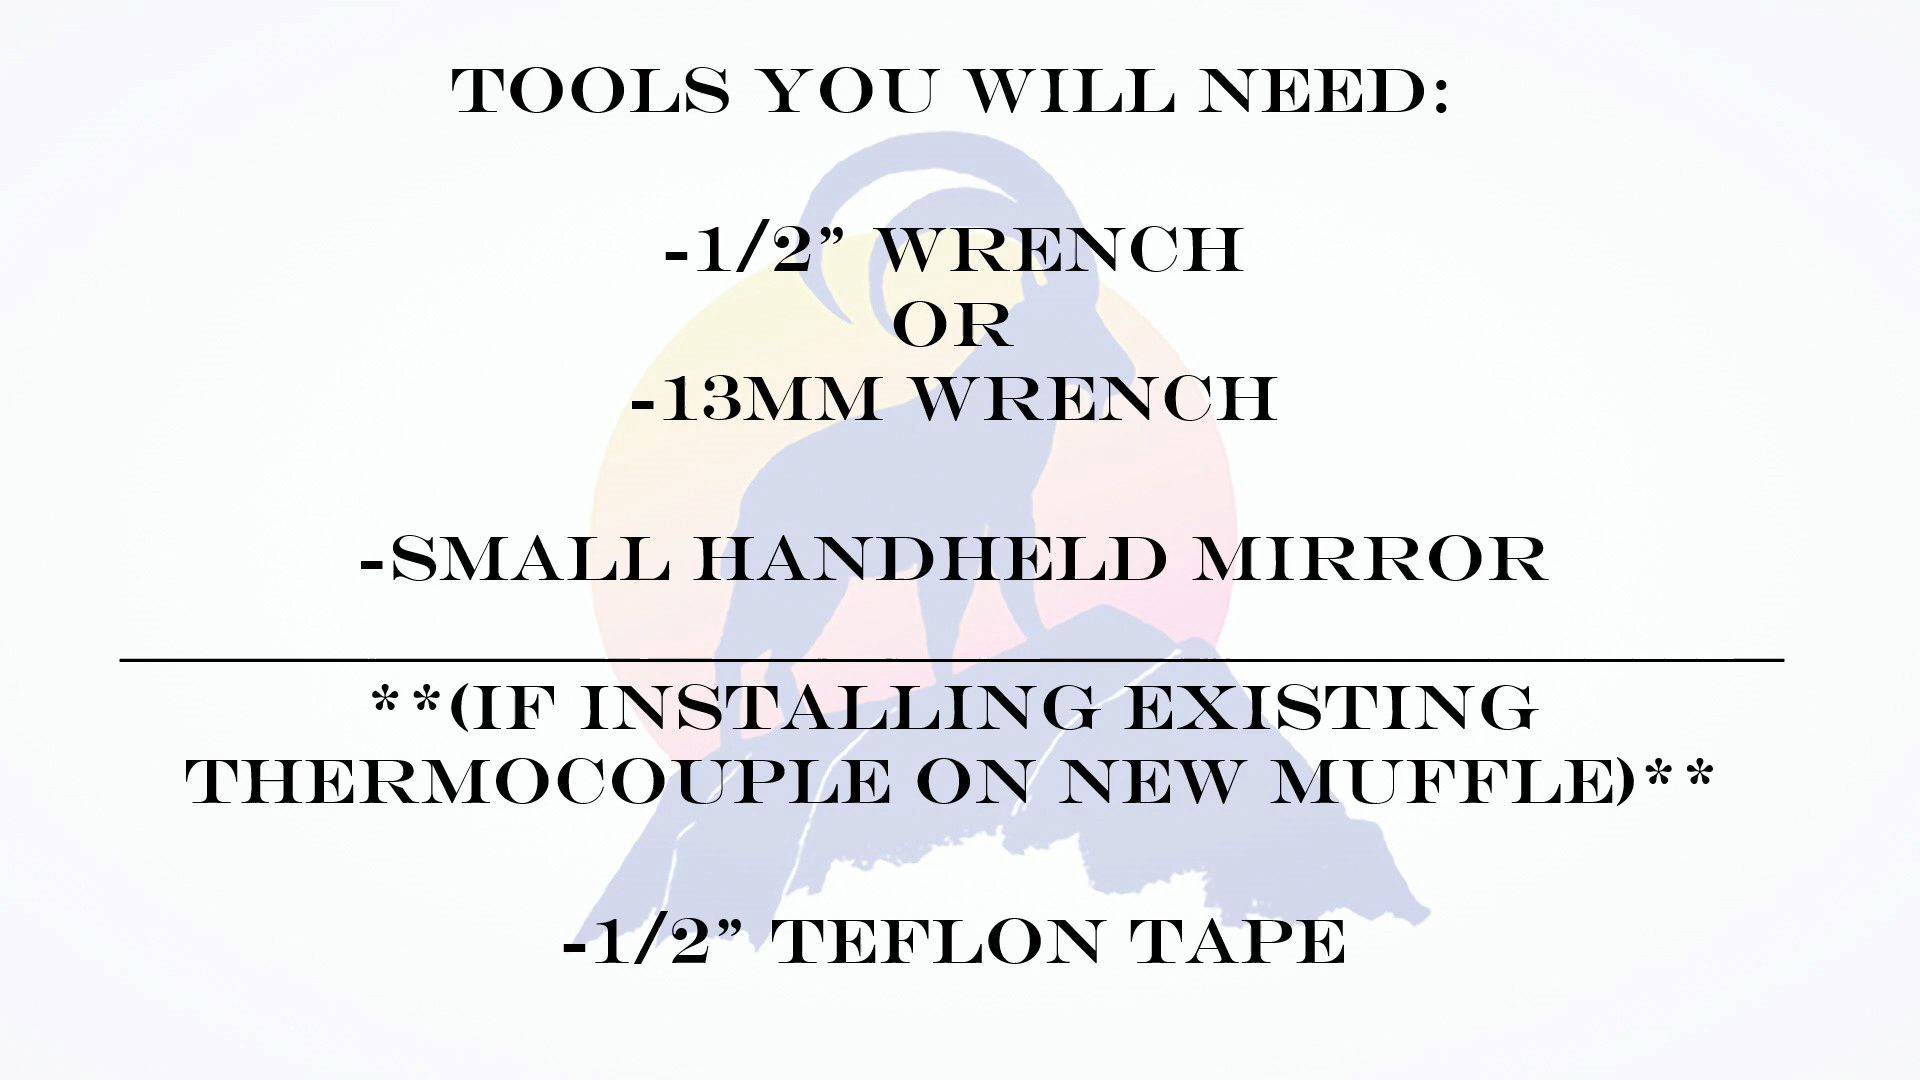 TOOLS YOU WILL NEED:
-1/2” WRENCH
OR
-13MM WRENCH
-SMALL HANDHELD MIRROR
**(IF INSTALLING EXISTING
THERMOCOUPLE ON NEW MUFFLE)**
-1/2” TEFLON TAPE